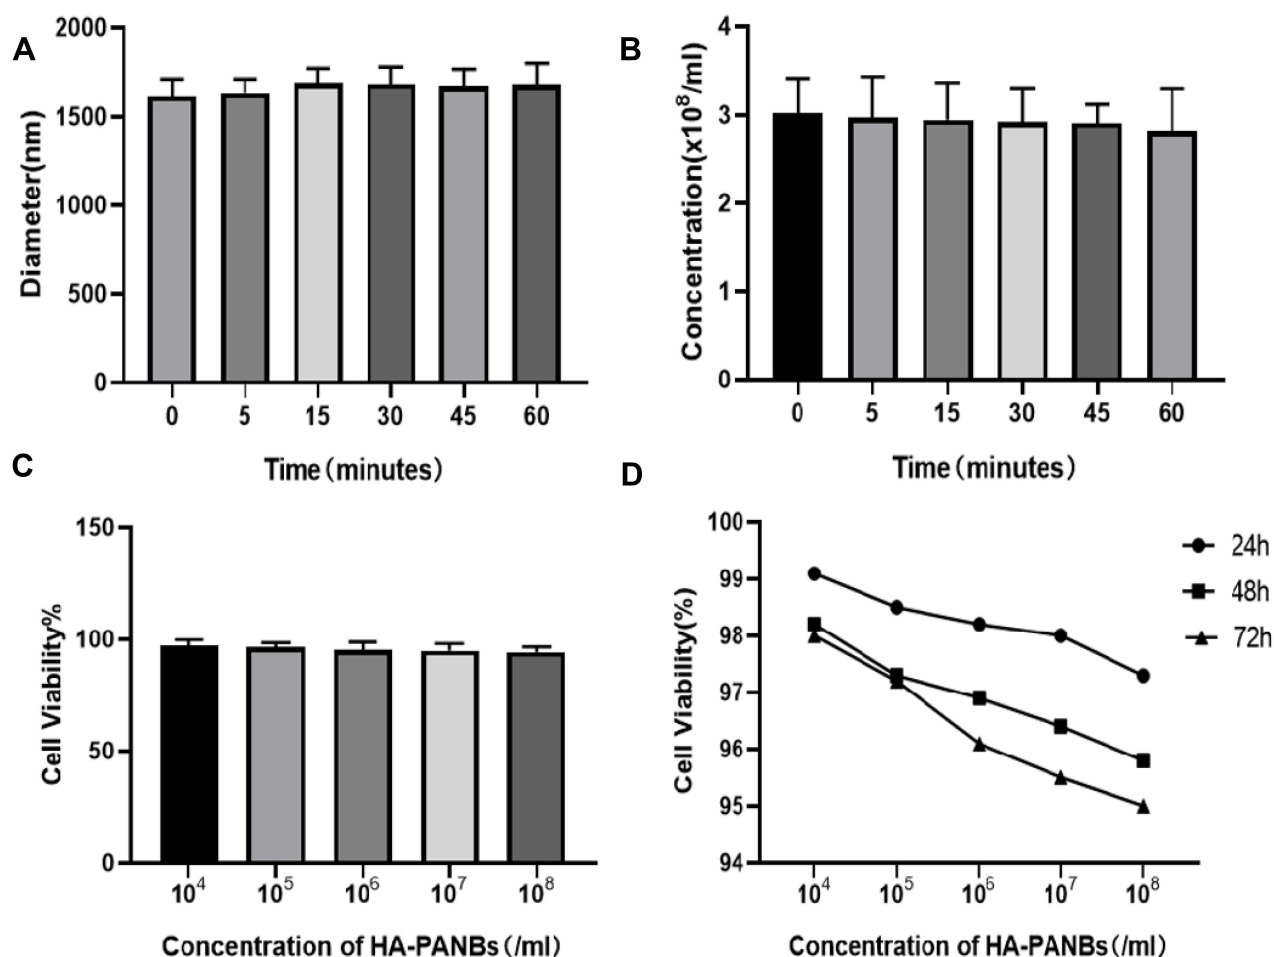 A
2000
1500
1000
500
0
Diameter(nm)
0 5 15 30 45 60
Time(minutes)
B
4
3
2
1
0
Concentration(x10⁸/ml)
0 5 15 30 45 60
Time(minutes)
C
150
100
50
0
Cell Viability%
10⁴ 10⁵ 10⁶ 10⁷ 10⁸
Concentration of HA-PANBs(/ml)
D
100
99
98
97
96
95
94
Cell Viability(%)
10⁴ 10⁵ 10⁶ 10⁷ 10⁸
Concentration of HA-PANBs(/ml)
24h
48h
72h